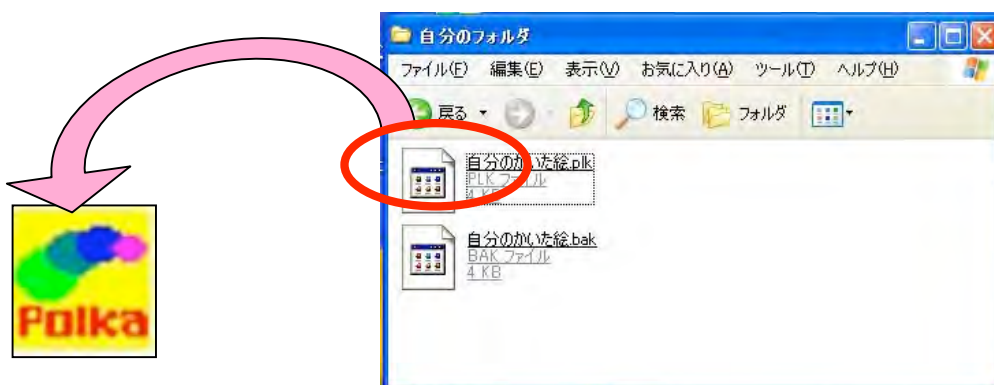 自分のフォルダ
ファイル(F) 編集(E) 表示(V) お気に入り(A) ツール(T) ヘルプ(H)
戻る 検索 フォルダ
自分のかいた絵.plk
PLK ファイル
4 KB
自分のかいた絵.bak
BAK ファイル
4 KB
Polka